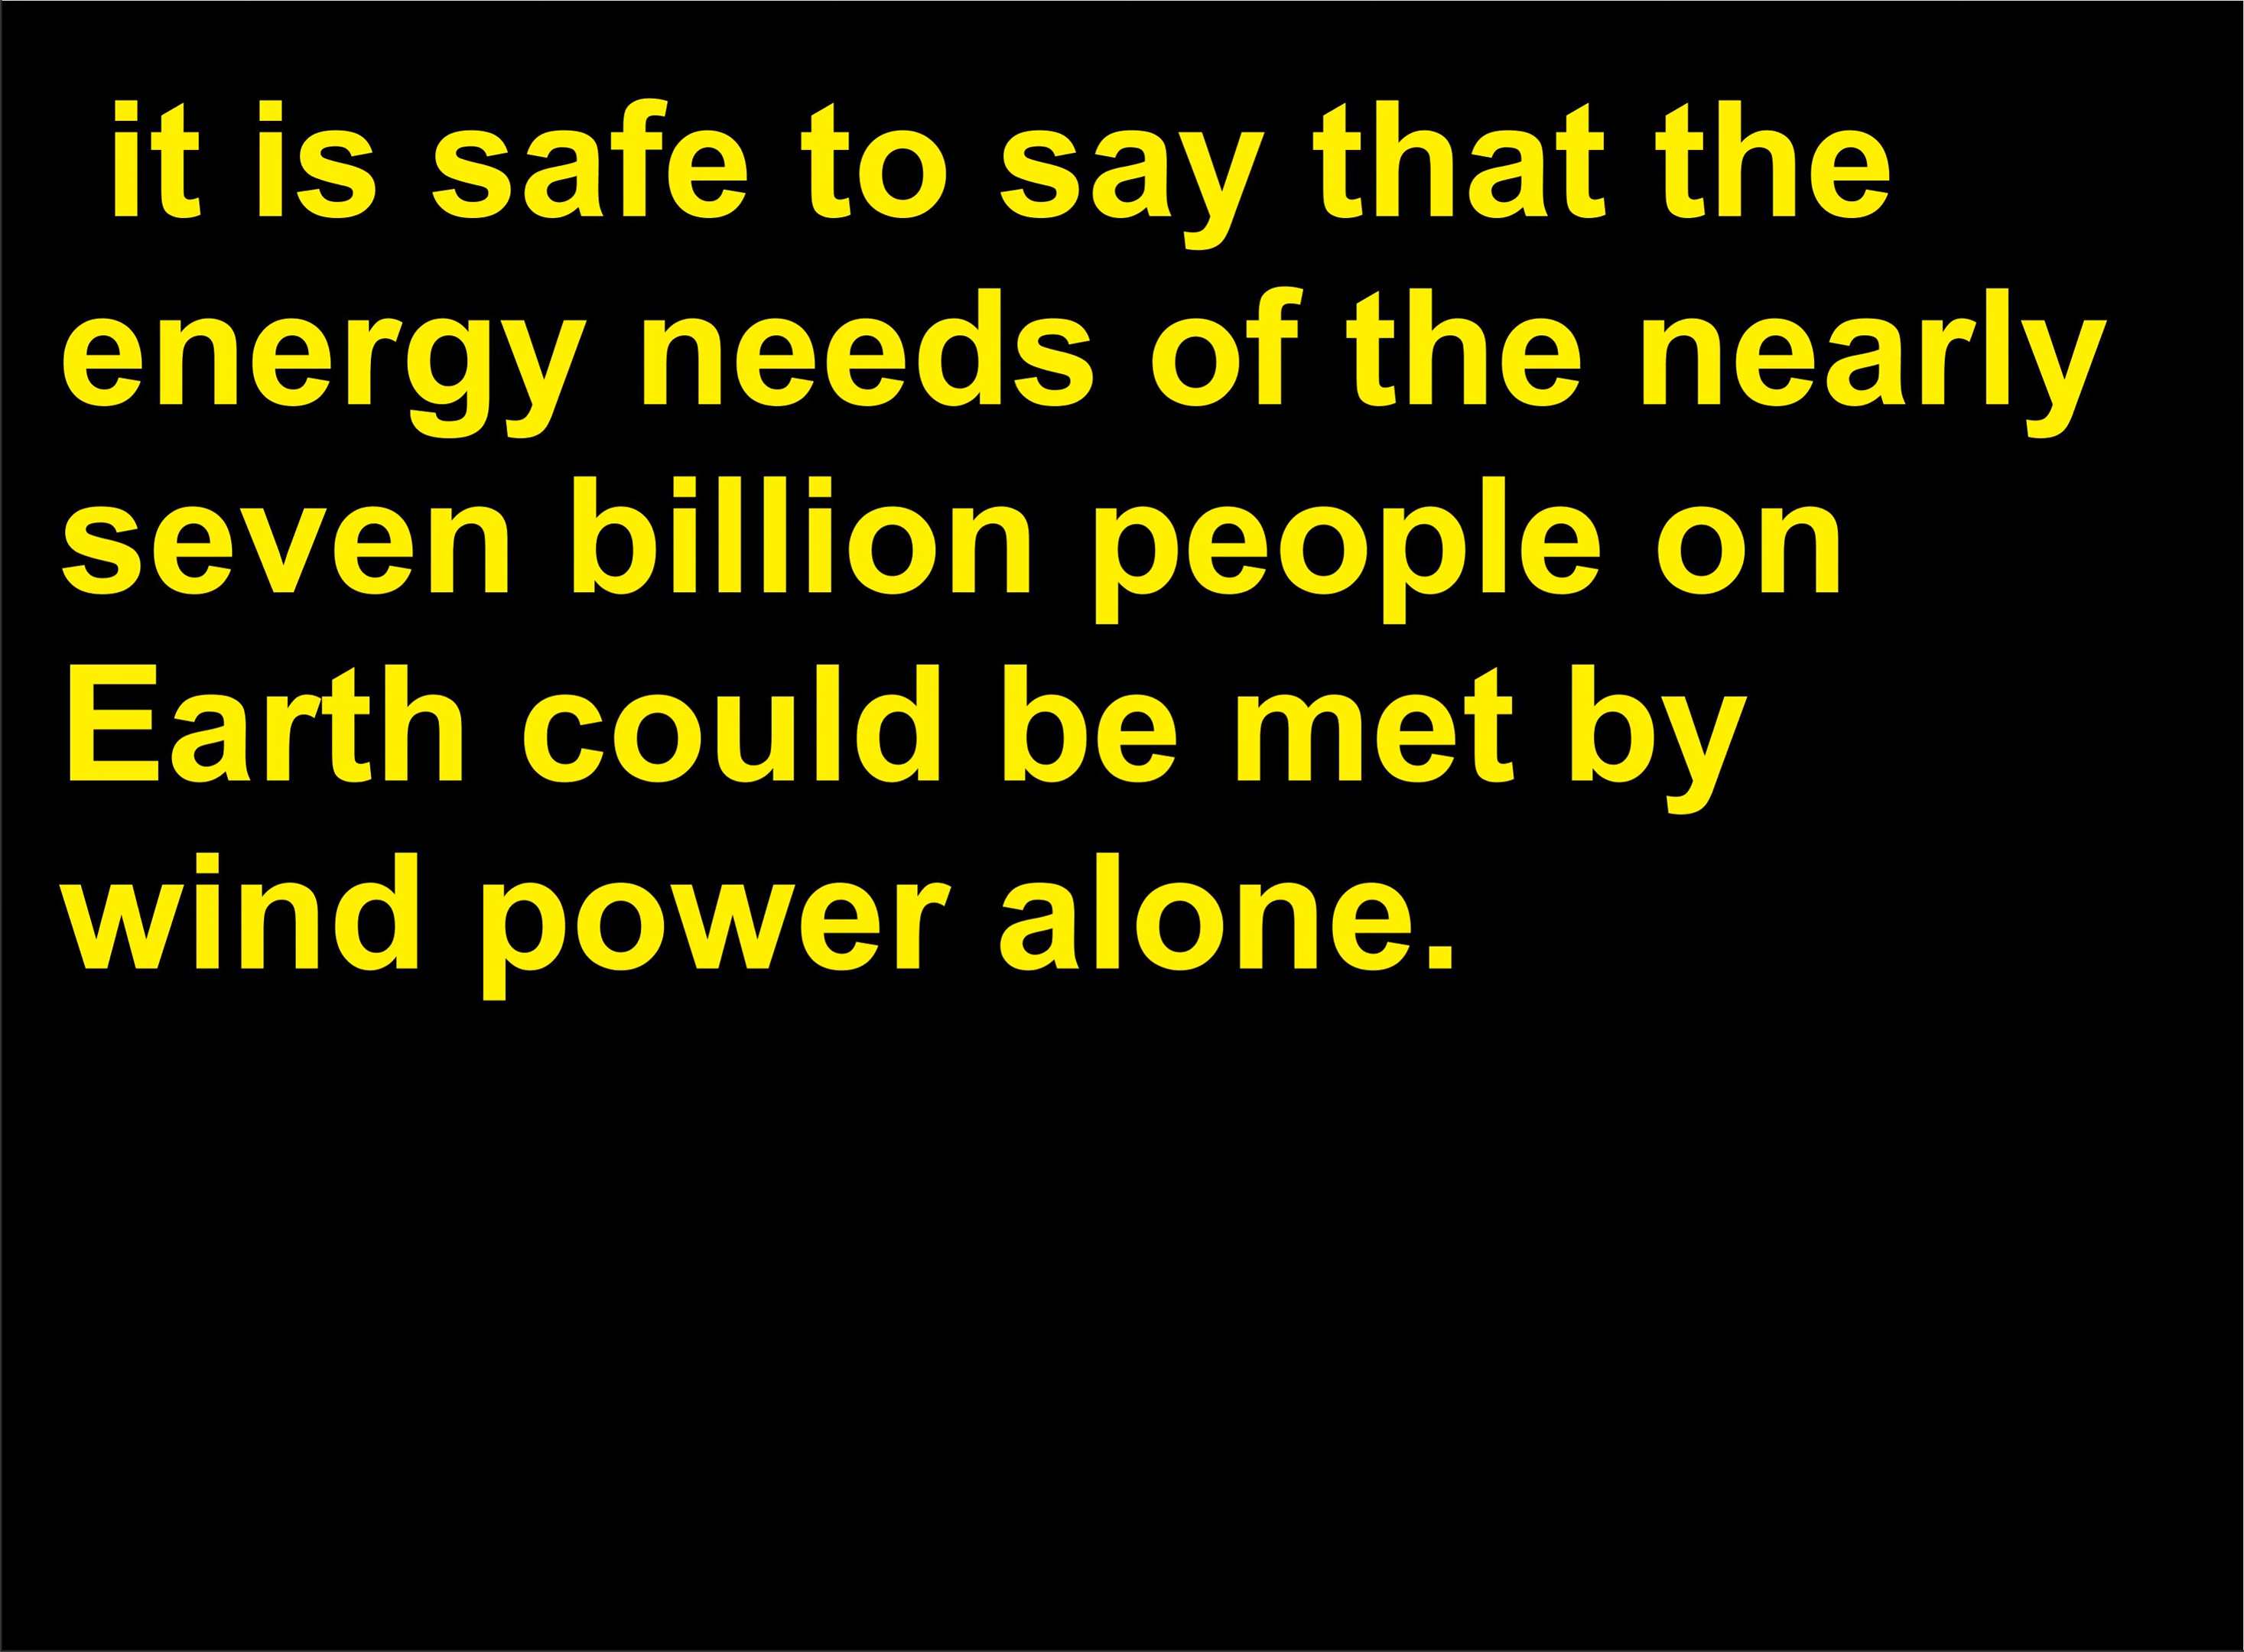 it is safe to say that the
energy needs of the nearly
seven billion people on
Earth could be met by
wind power alone.